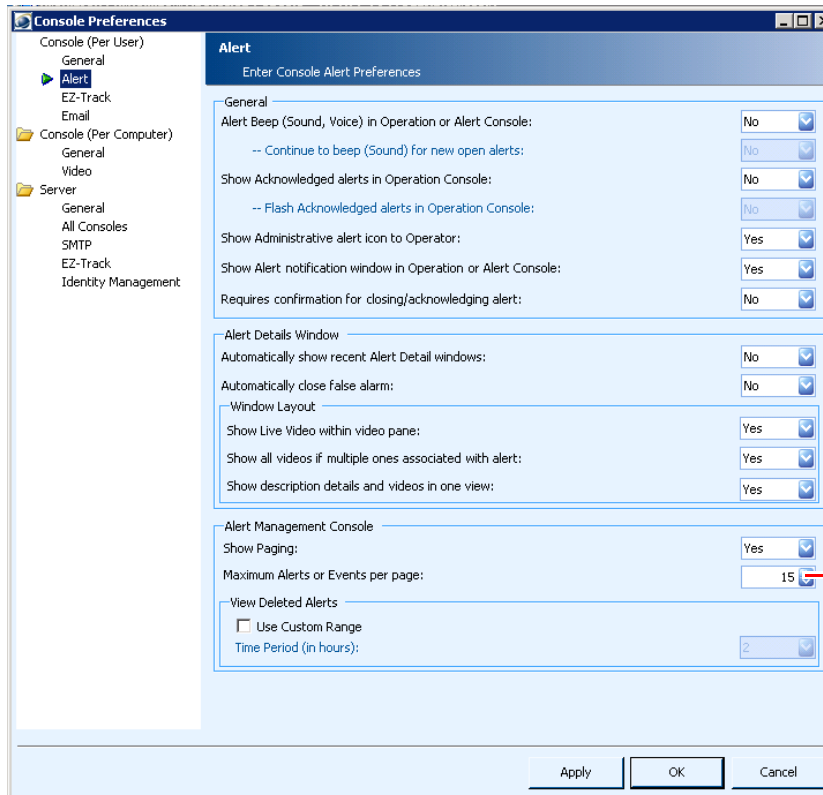 Console Preferences
Console (Per User)
General
Alert
EZ-Track
Email
Console (Per Computer)
General
Video
Server
General
All Consoles
SMTP
EZ-Track
Identity Management
Alert
Enter Console Alert Preferences
General
Alert Beep (Sound, Voice) in Operation or Alert Console: No
-- Continue to beep (Sound) for new open alerts: No
Show Acknowledged alerts in Operation Console: No
-- Flash Acknowledged alerts in Operation Console: No
Show Administrative alert icon to Operator: Yes
Show Alert notification window in Operation or Alert Console: Yes
Requires confirmation for closing/acknowledging alert: No
Alert Details Window
Automatically show recent Alert Detail windows: No
Automatically close false alarm: No
Window Layout
Show Live Video within video pane: Yes
Show all videos if multiple ones associated with alert: Yes
Show description details and videos in one view: Yes
Alert Management Console
Show Paging: Yes
Maximum Alerts or Events per page: 15
View Deleted Alerts
Use Custom Range
Time Period (in hours): 2
Apply OK Cancel